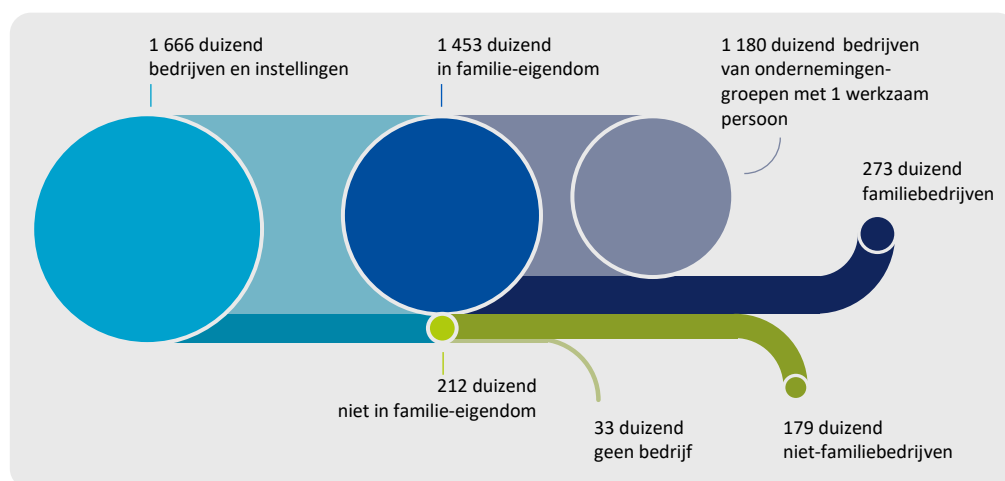 1 666 duizend
bedrijven en instellingen
1 453 duizend
in familie-eigendom
1 180 duizend bedrijven
van ondernemingen-
groepen met 1 werkzaam
persoon
273 duizend
familiebedrijven
212 duizend
niet in familie-eigendom
33 duizend
geen bedrijf
179 duizend
niet-familiebedrijven